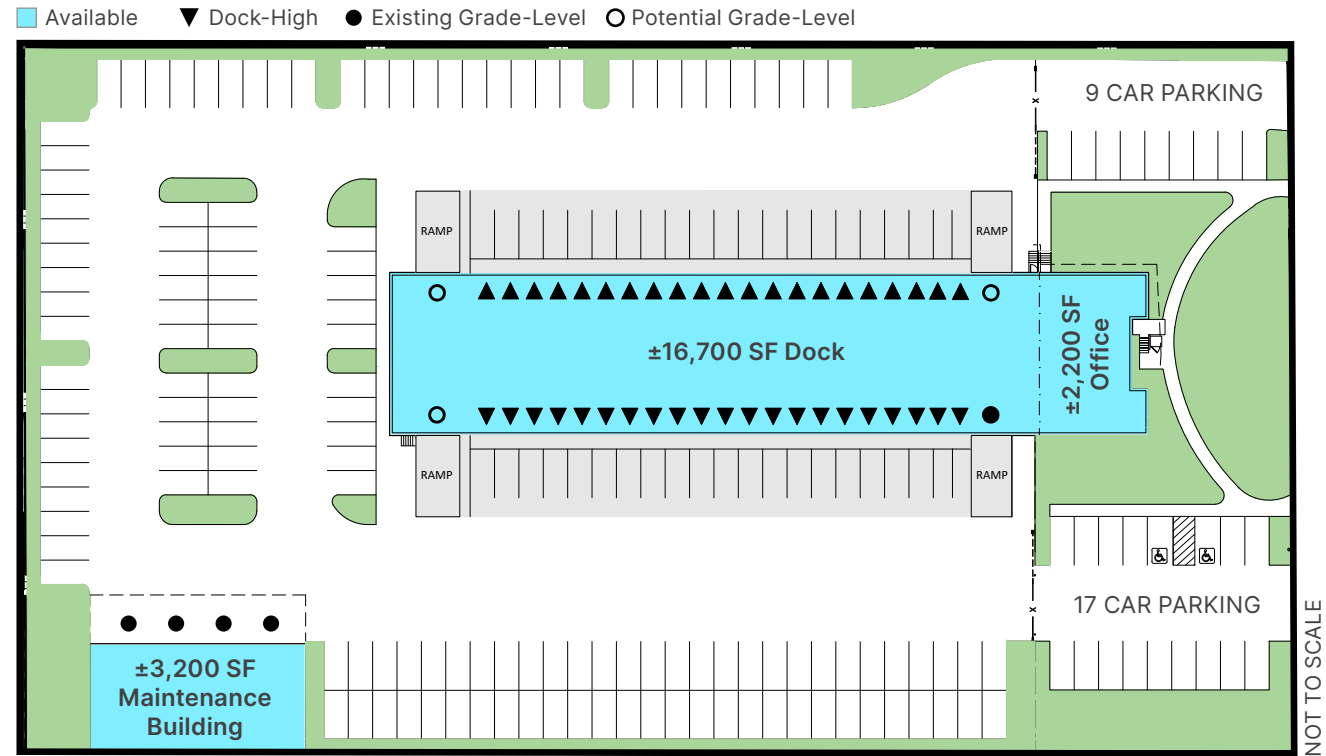 Available
Dock-High
Existing Grade-Level
Potential Grade-Level
9 CAR PARKING
RAMP
RAMP
±16,700 SF Dock
±2,200 SF
Office
RAMP
RAMP
17 CAR PARKING
±3,200 SF
Maintenance
Building
NOT TO SCALE